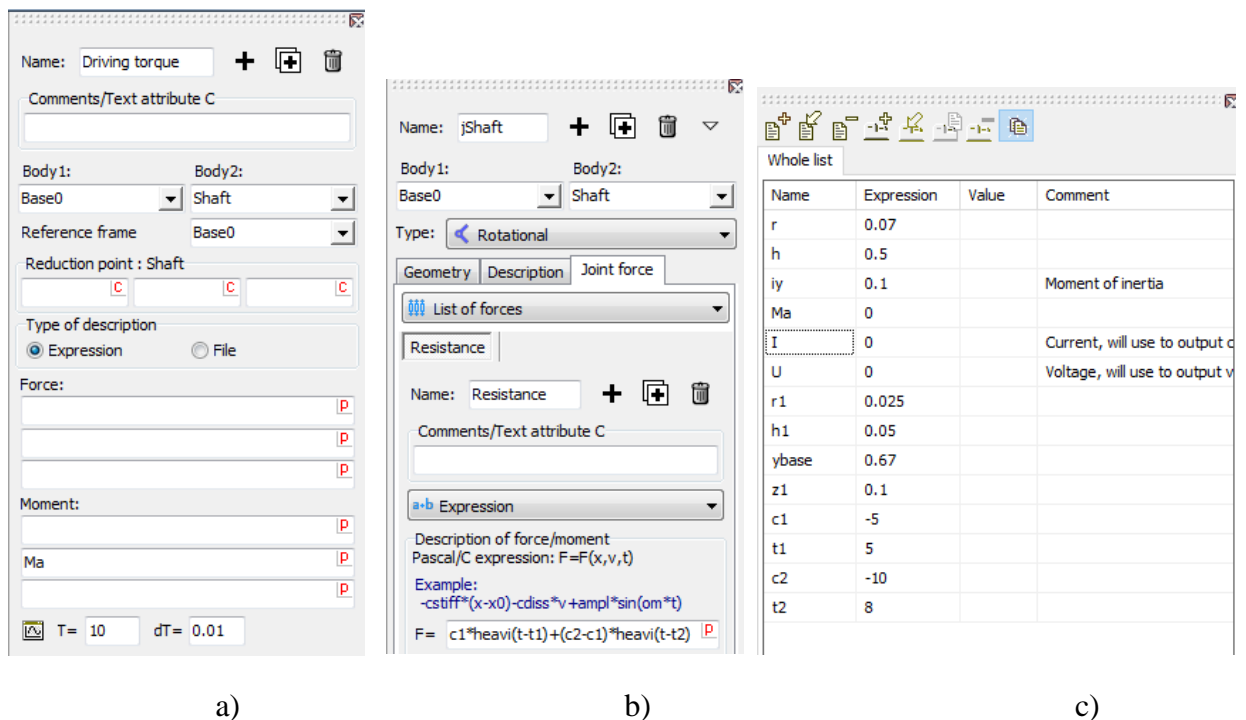 Name: Driving torque
Comments/Text attribute C
Body1: Body2:
Base0 Shaft
Reference frame Base0
Reduction point : Shaft
C C C
Type of description
Expression File
Force:
P
P
P
Moment:
P
Ma P
P
T= 10 dT= 0.01
a)
Name: jShaft
Body1: Body2:
Base0 Shaft
Type: Rotational
Geometry Description Joint force
List of forces
Resistance
Name: Resistance
Comments/Text attribute C
a+b Expression
Description of force/moment
Pascal/C expression: F=F(x,v,t)
Example:
-cstiff*(x-x0)-cdiss*v+ampl*sin(om*t)
F= c1*heavi(t-t1)+(c2-c1)*heavi(t-t2) P
b)
Whole list
Name Expression Value Comment
r 0.07
h 0.5
iy 0.1 Moment of inertia
Ma 0
I 0 Current, will use to output c
U 0 Voltage, will use to output v
r1 0.025
h1 0.05
ybase 0.67
z1 0.1
c1 -5
t1 5
c2 -10
t2 8
c)